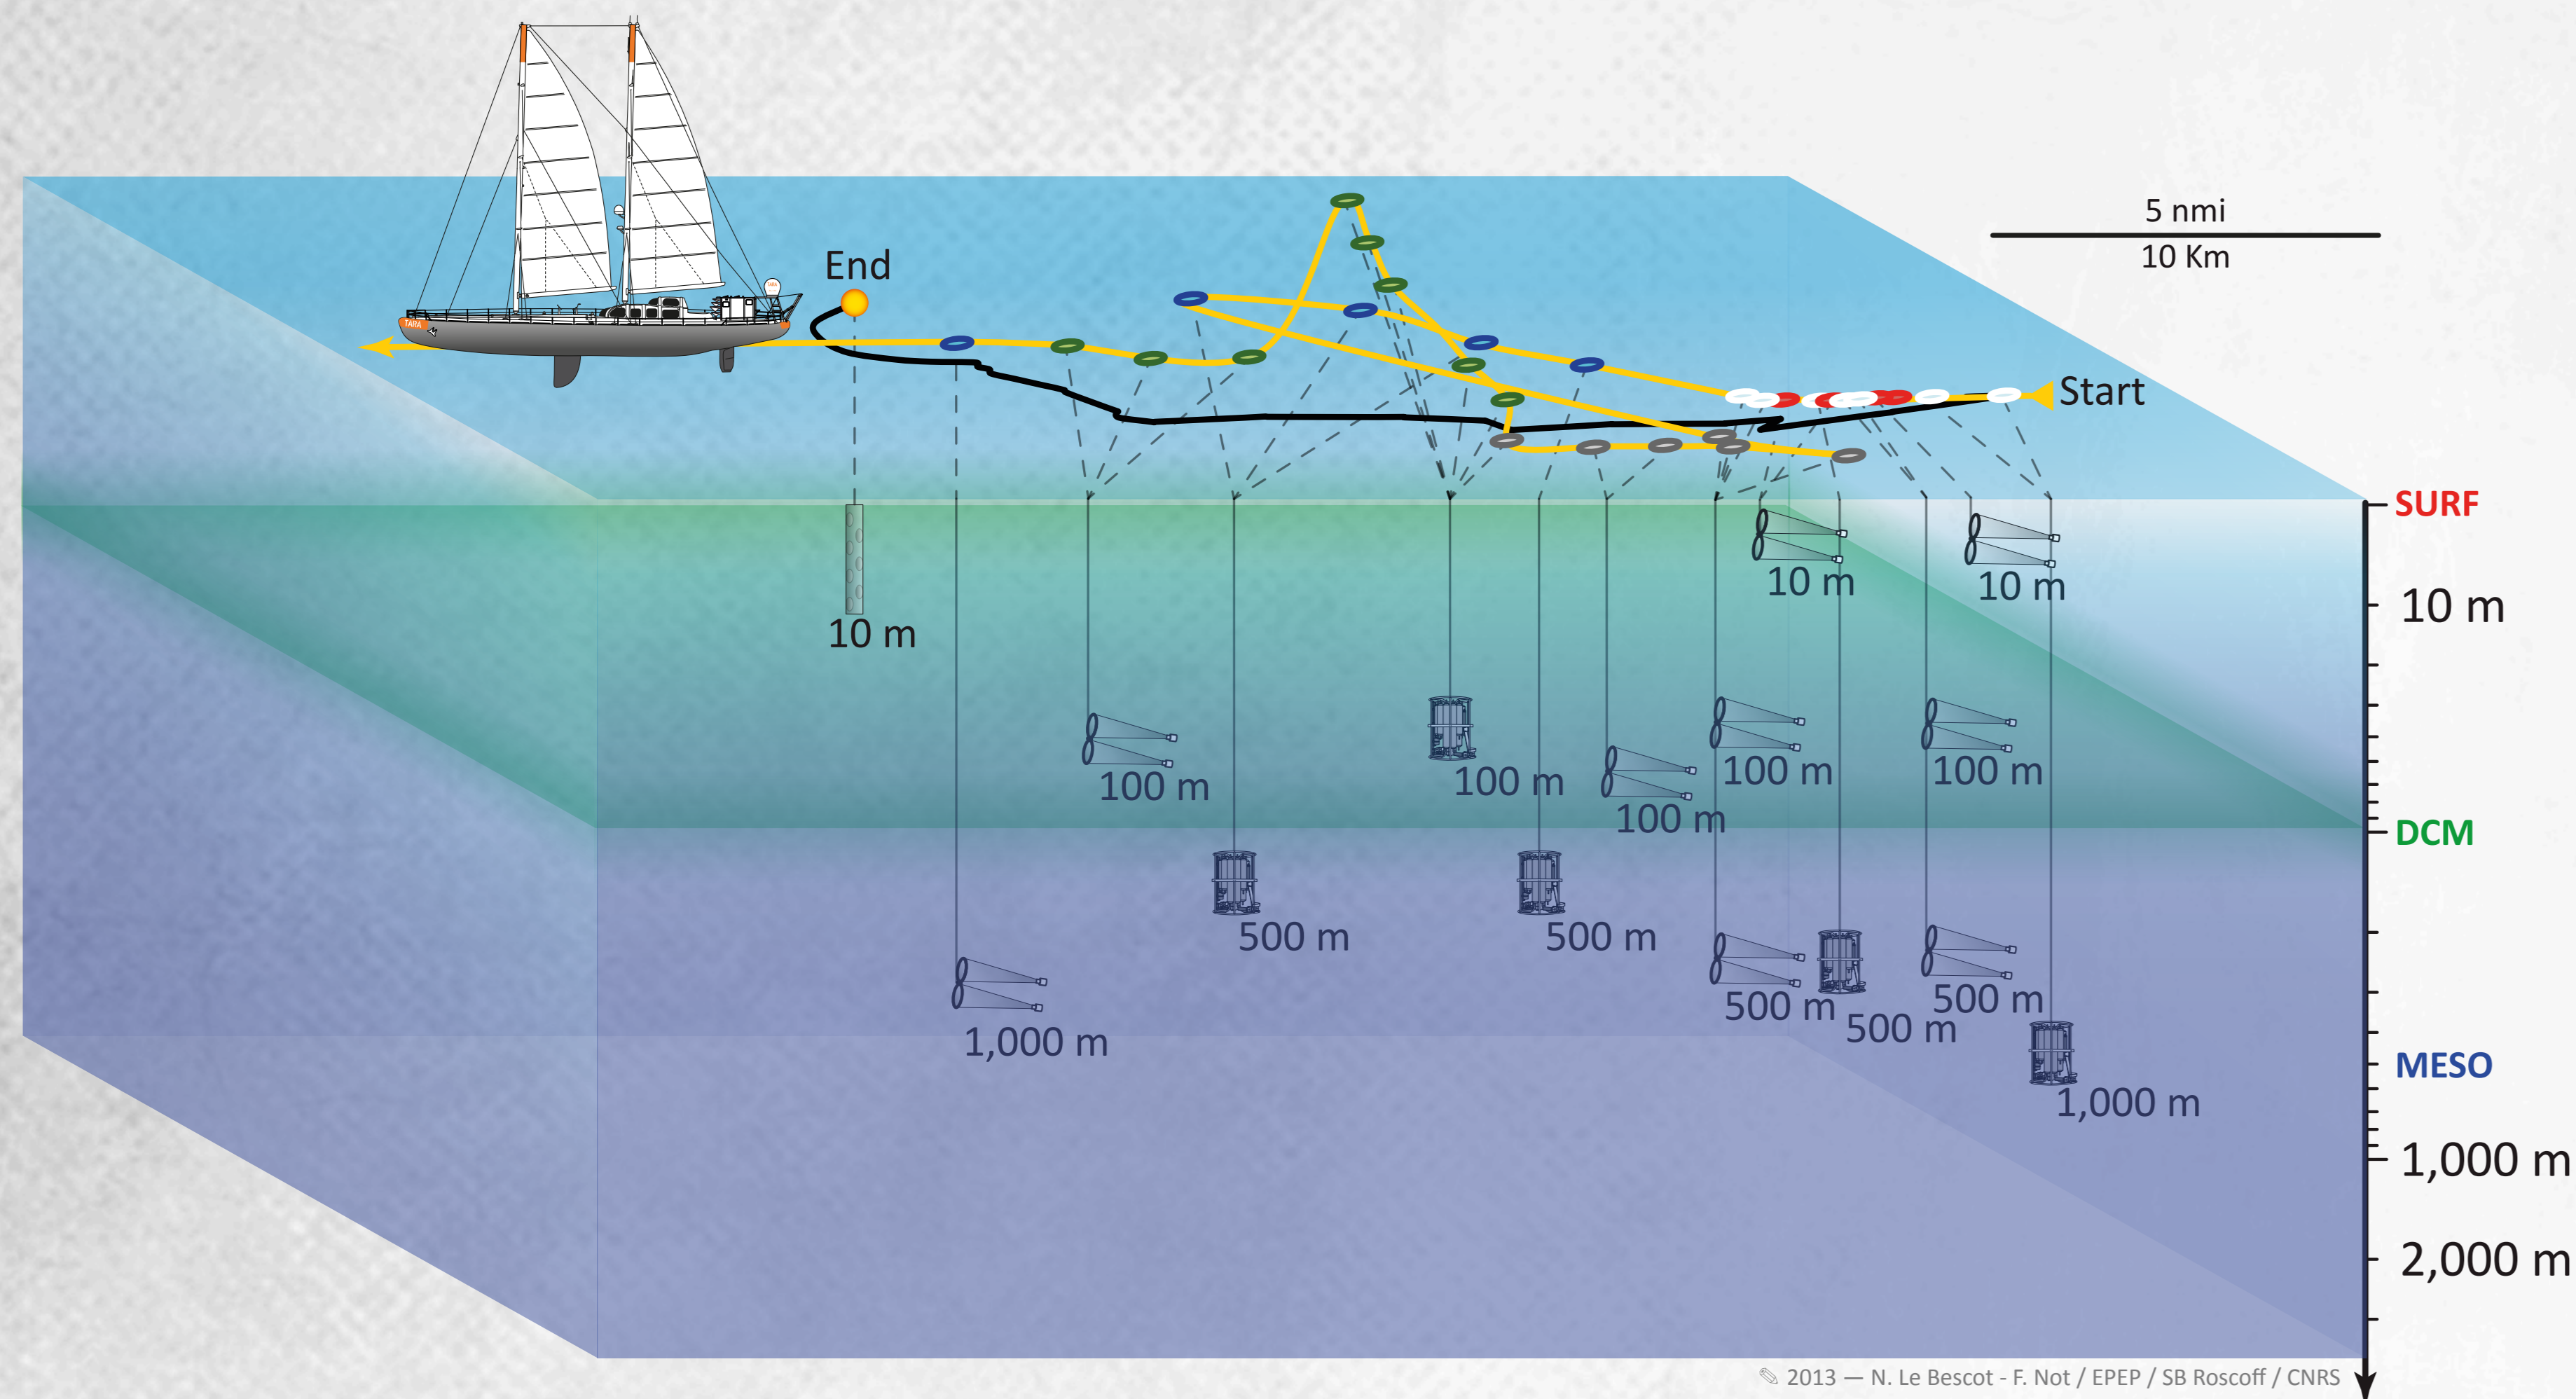 5 nmi
10 Km
End
Start
TARA
SURF
10 m
10 m
10 m
10 m
100 m
100 m
100 m
100 m
100 m
DCM
500 m
500 m
500 m
500 m
500 m
1,000 m
MESO
1,000 m
1,000 m
2,000 m
✎ 2013 — N. Le Bescot - F. Not / EPEP / SB Roscoff / CNRS